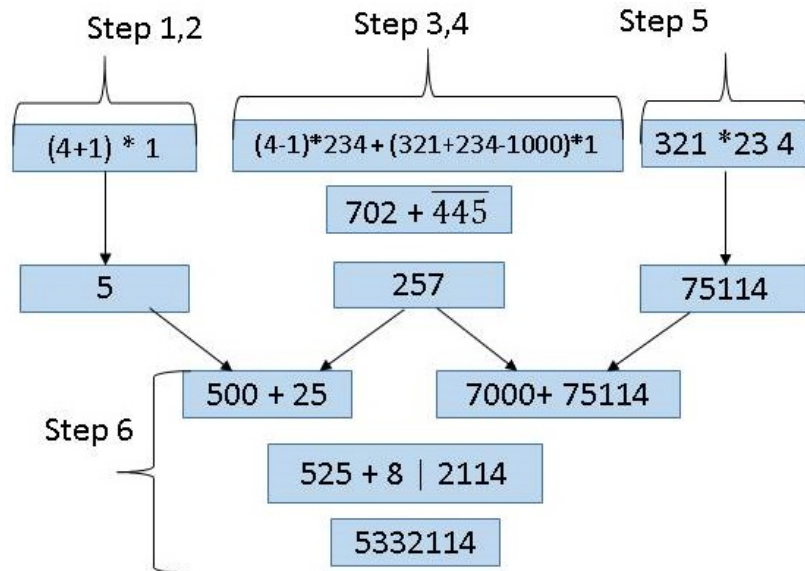 Step 1,2 Step 3,4 Step 5
(4+1) * 1 (4-1)*234 + (321+234-1000)*1 321 *23 4
702 + 4̅4̅5̅
5 257 75114
500 + 25 7000+ 75114
Step 6
525 + 8 | 2114
5332114